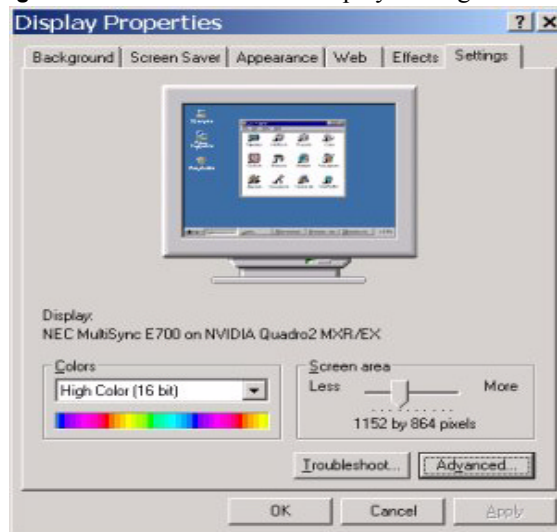 Display Properties
Background Screen Saver Appearance Web Effects Settings
Display:
NEC MultiSync E700 on NVIDIA Quadro2 MXR/EX
Colors
High Color (16 bit)
Screen area
Less More
1152 by 864 pixels
Troubleshoot... Advanced...
OK Cancel Apply